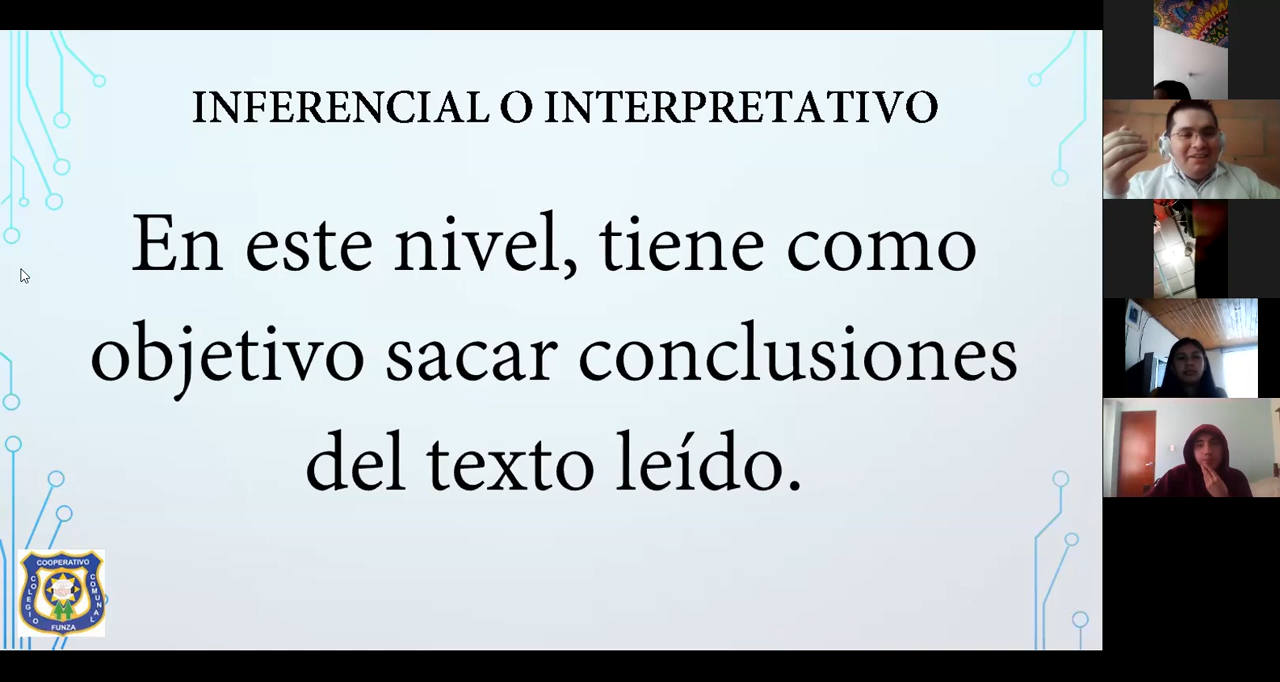 INFERENCIAL O INTERPRETATIVO
En este nivel, tiene como
objetivo sacar conclusiones
del texto leído.
COOPERATIVO
COLEGIO
COMUNAL
FUNZA